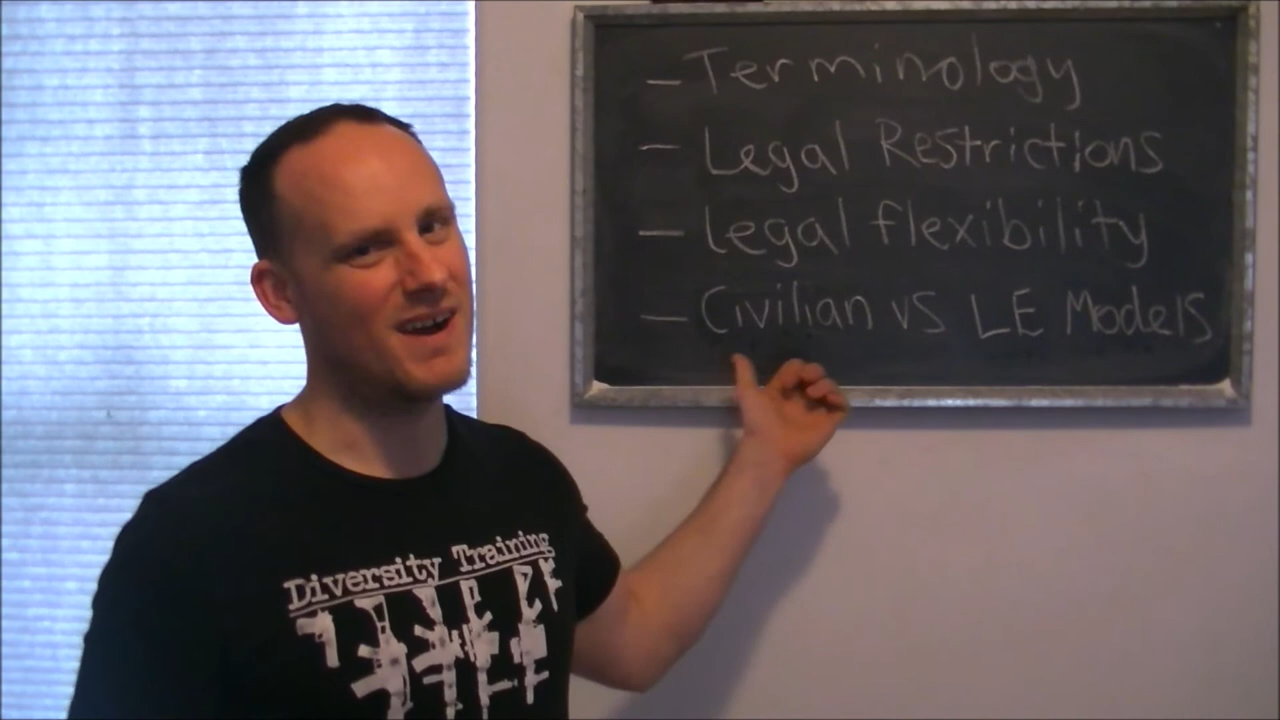 - Terminology
- Legal Restrictions
- Legal flexibility
- Civilian vs LE Models
Diversity Training